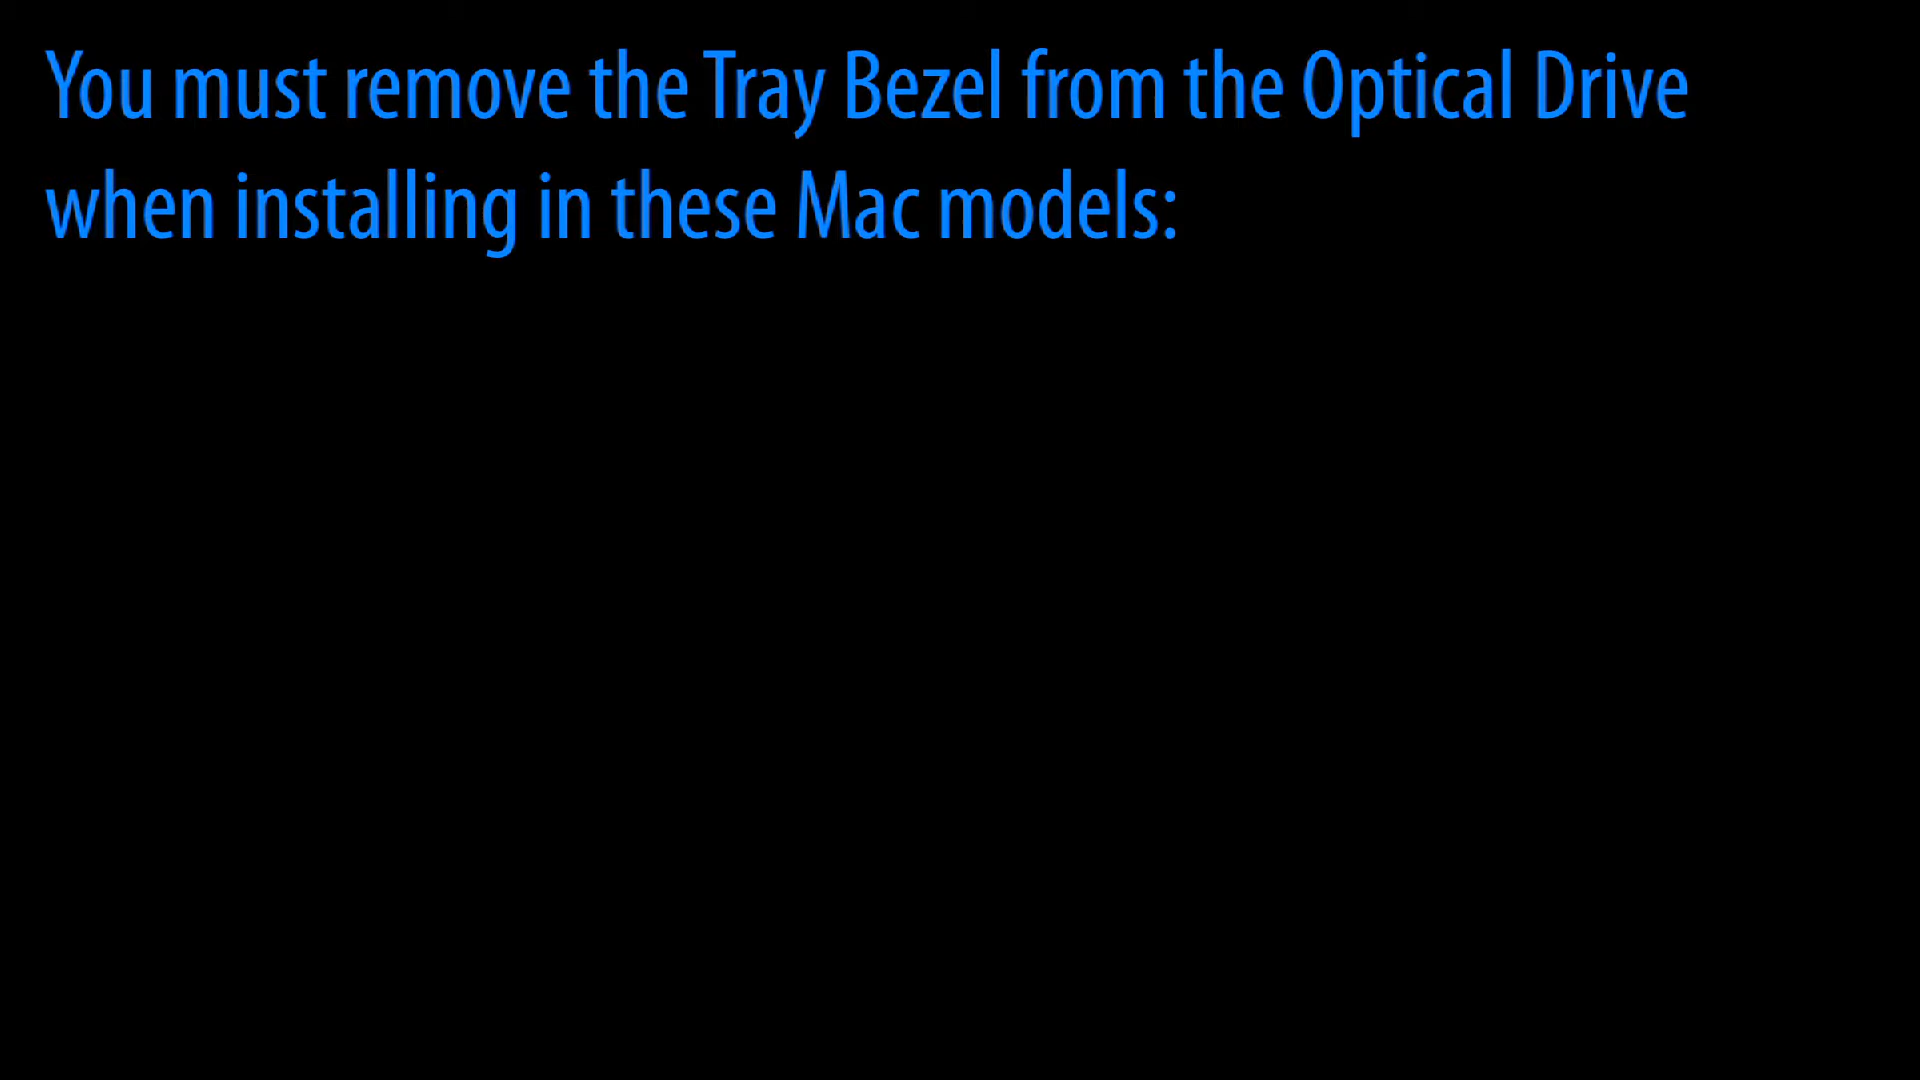 You must remove the Tray Bezel from the Optical Drive
when installing in these Mac models: